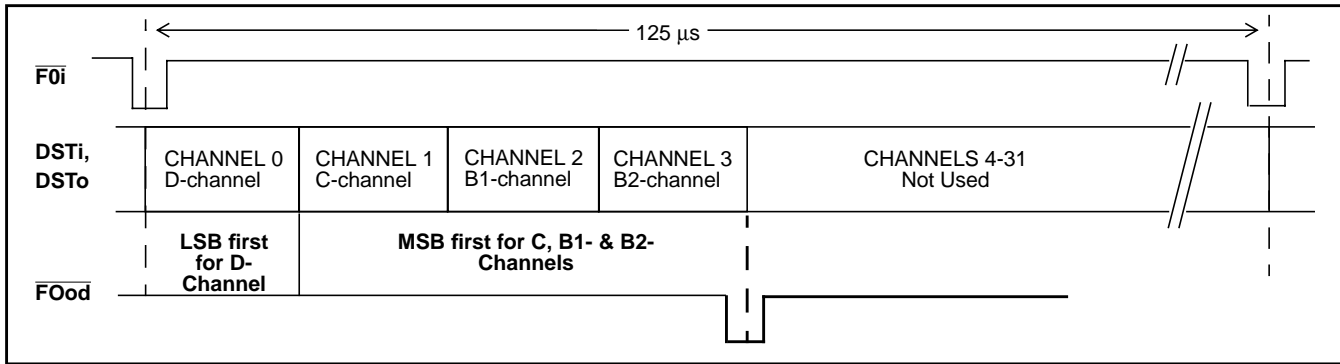 125 μs
F0i
DSTi,
DSTo
CHANNEL 0
D-channel
CHANNEL 1
C-channel
CHANNEL 2
B1-channel
CHANNEL 3
B2-channel
CHANNELS 4-31
Not Used
LSB first
for D-
Channel
MSB first for C, B1- & B2-
Channels
FOod